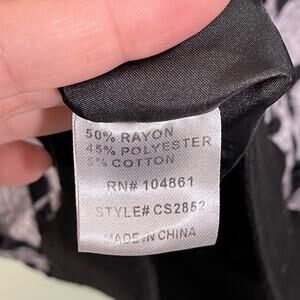 50% RAYON
45% POLYESTER
5% COTTON
RN# 104861
STYLE# CS2852
MADE IN CHINA